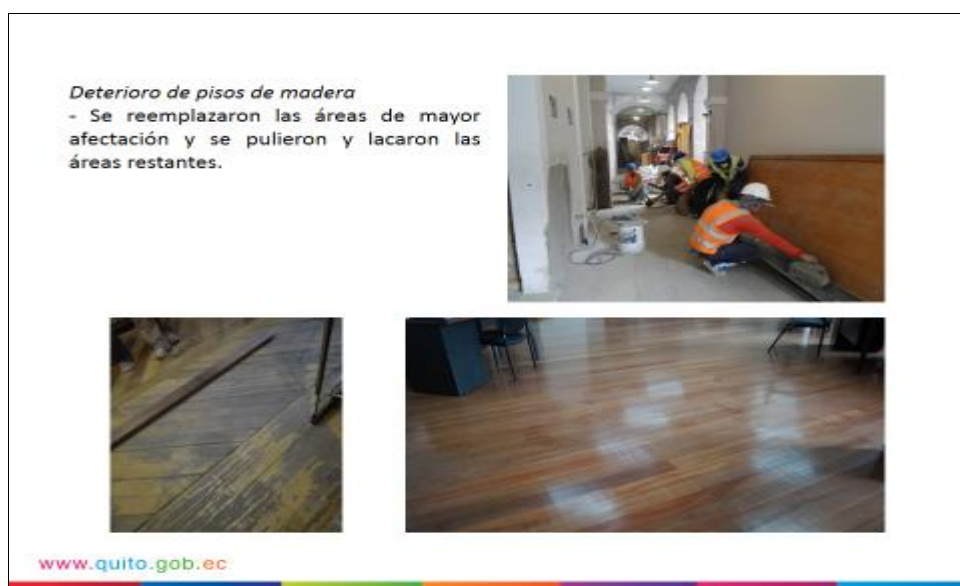 Deterioro de pisos de madera
- Se reemplazaron las áreas de mayor
afectación y se pulieron y lacaron las
áreas restantes.
www.quito.gob.ec